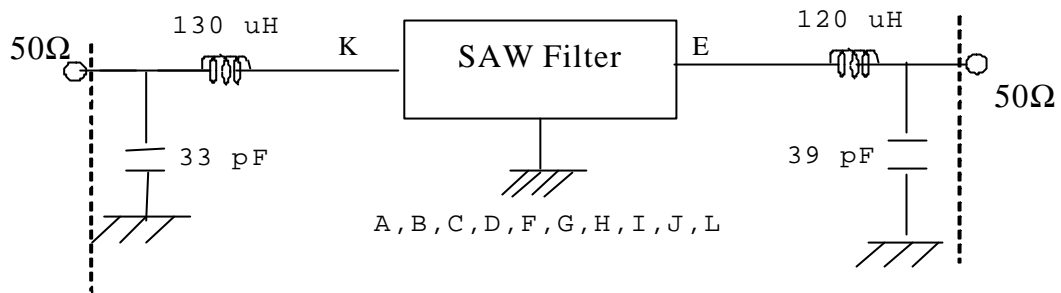 130 uH
120 uH
50Ω
K
SAW Filter
E
50Ω
33 pF
39 pF
A,B,C,D,F,G,H,I,J,L